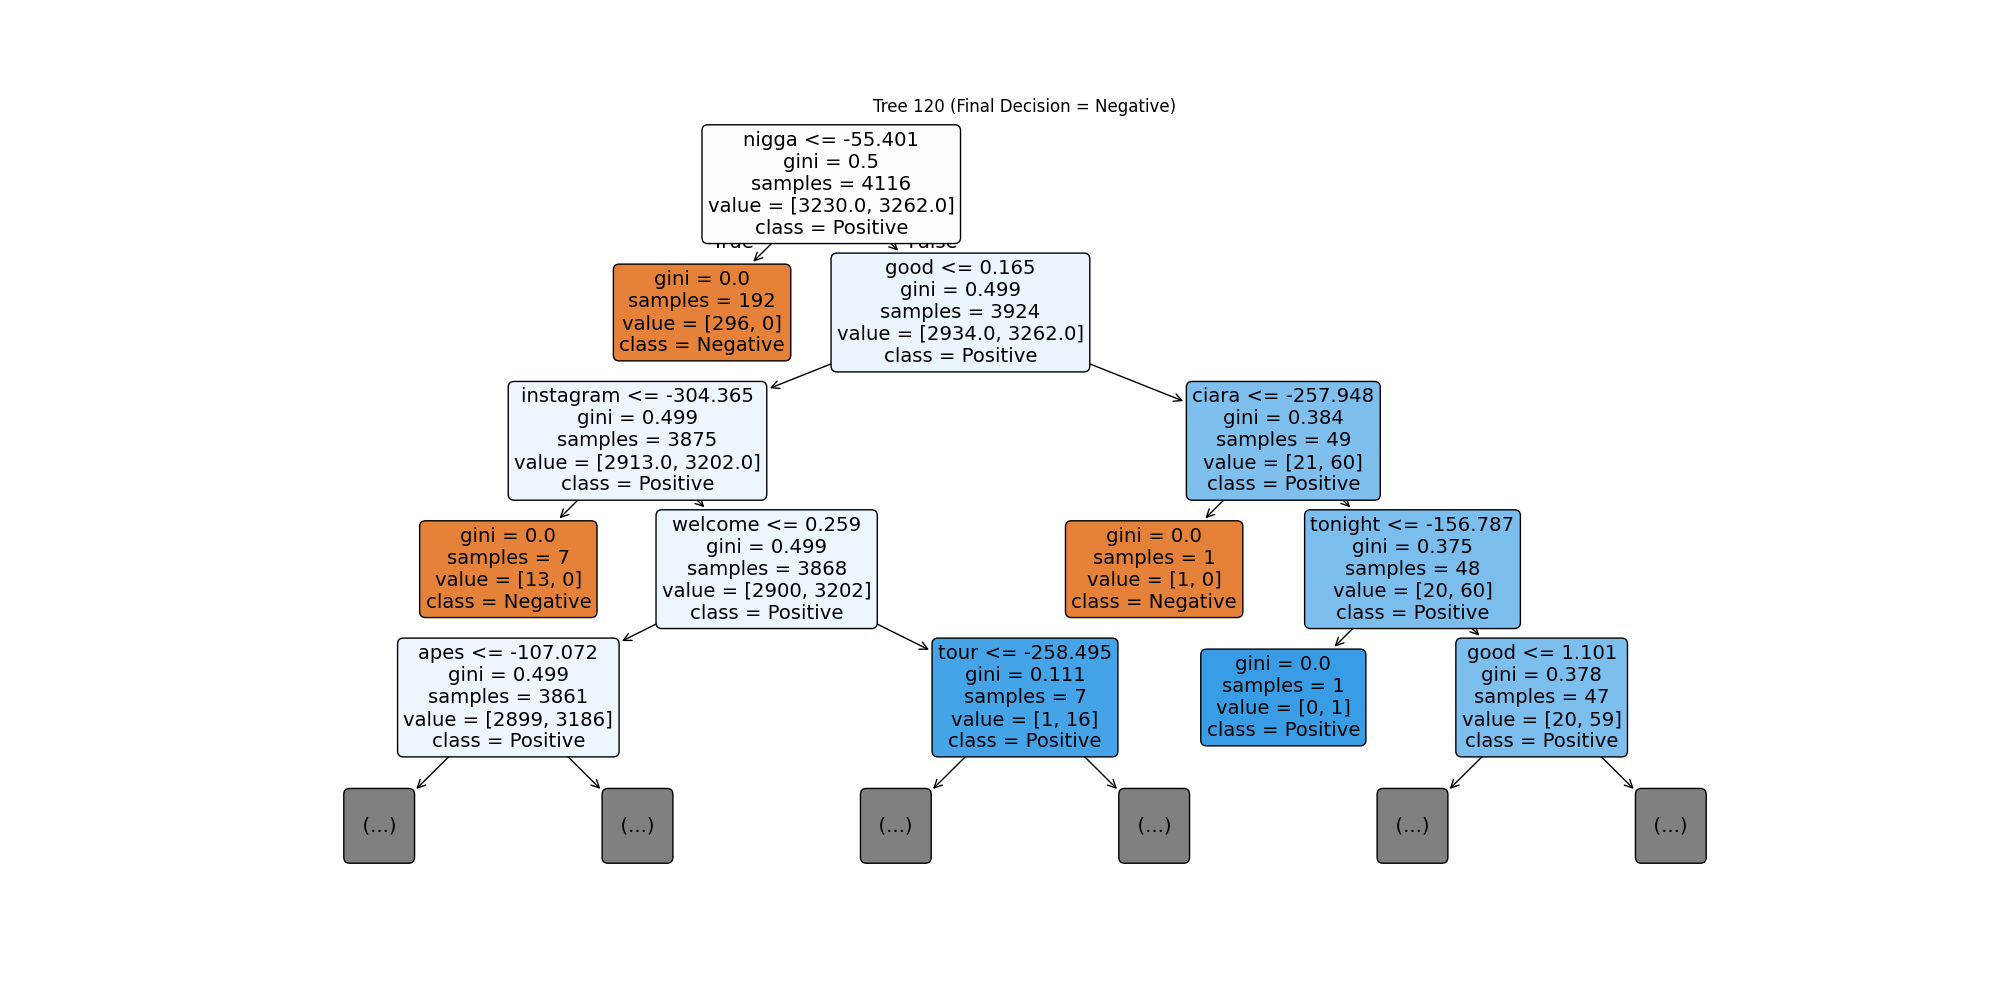 Tree 120 (Final Decision = Negative)
nigga <= -55.401
gini = 0.5
samples = 4116
value = [3230.0, 3262.0]
class = Positive
True
False
gini = 0.0
samples = 192
value = [296, 0]
class = Negative
good <= 0.165
gini = 0.499
samples = 3924
value = [2934.0, 3262.0]
class = Positive
instagram <= -304.365
gini = 0.499
samples = 3875
value = [2913.0, 3202.0]
class = Positive
ciara <= -257.948
gini = 0.384
samples = 49
value = [21, 60]
class = Positive
gini = 0.0
samples = 7
value = [13, 0]
class = Negative
welcome <= 0.259
gini = 0.499
samples = 3868
value = [2900, 3202]
class = Positive
gini = 0.0
samples = 1
value = [1, 0]
class = Negative
tonight <= -156.787
gini = 0.375
samples = 48
value = [20, 60]
class = Positive
apes <= -107.072
gini = 0.499
samples = 3861
value = [2899, 3186]
class = Positive
tour <= -258.495
gini = 0.111
samples = 7
value = [1, 16]
class = Positive
gini = 0.0
samples = 1
value = [0, 1]
class = Positive
good <= 1.101
gini = 0.378
samples = 47
value = [20, 59]
class = Positive
(...)
(...)
(...)
(...)
(...)
(...)